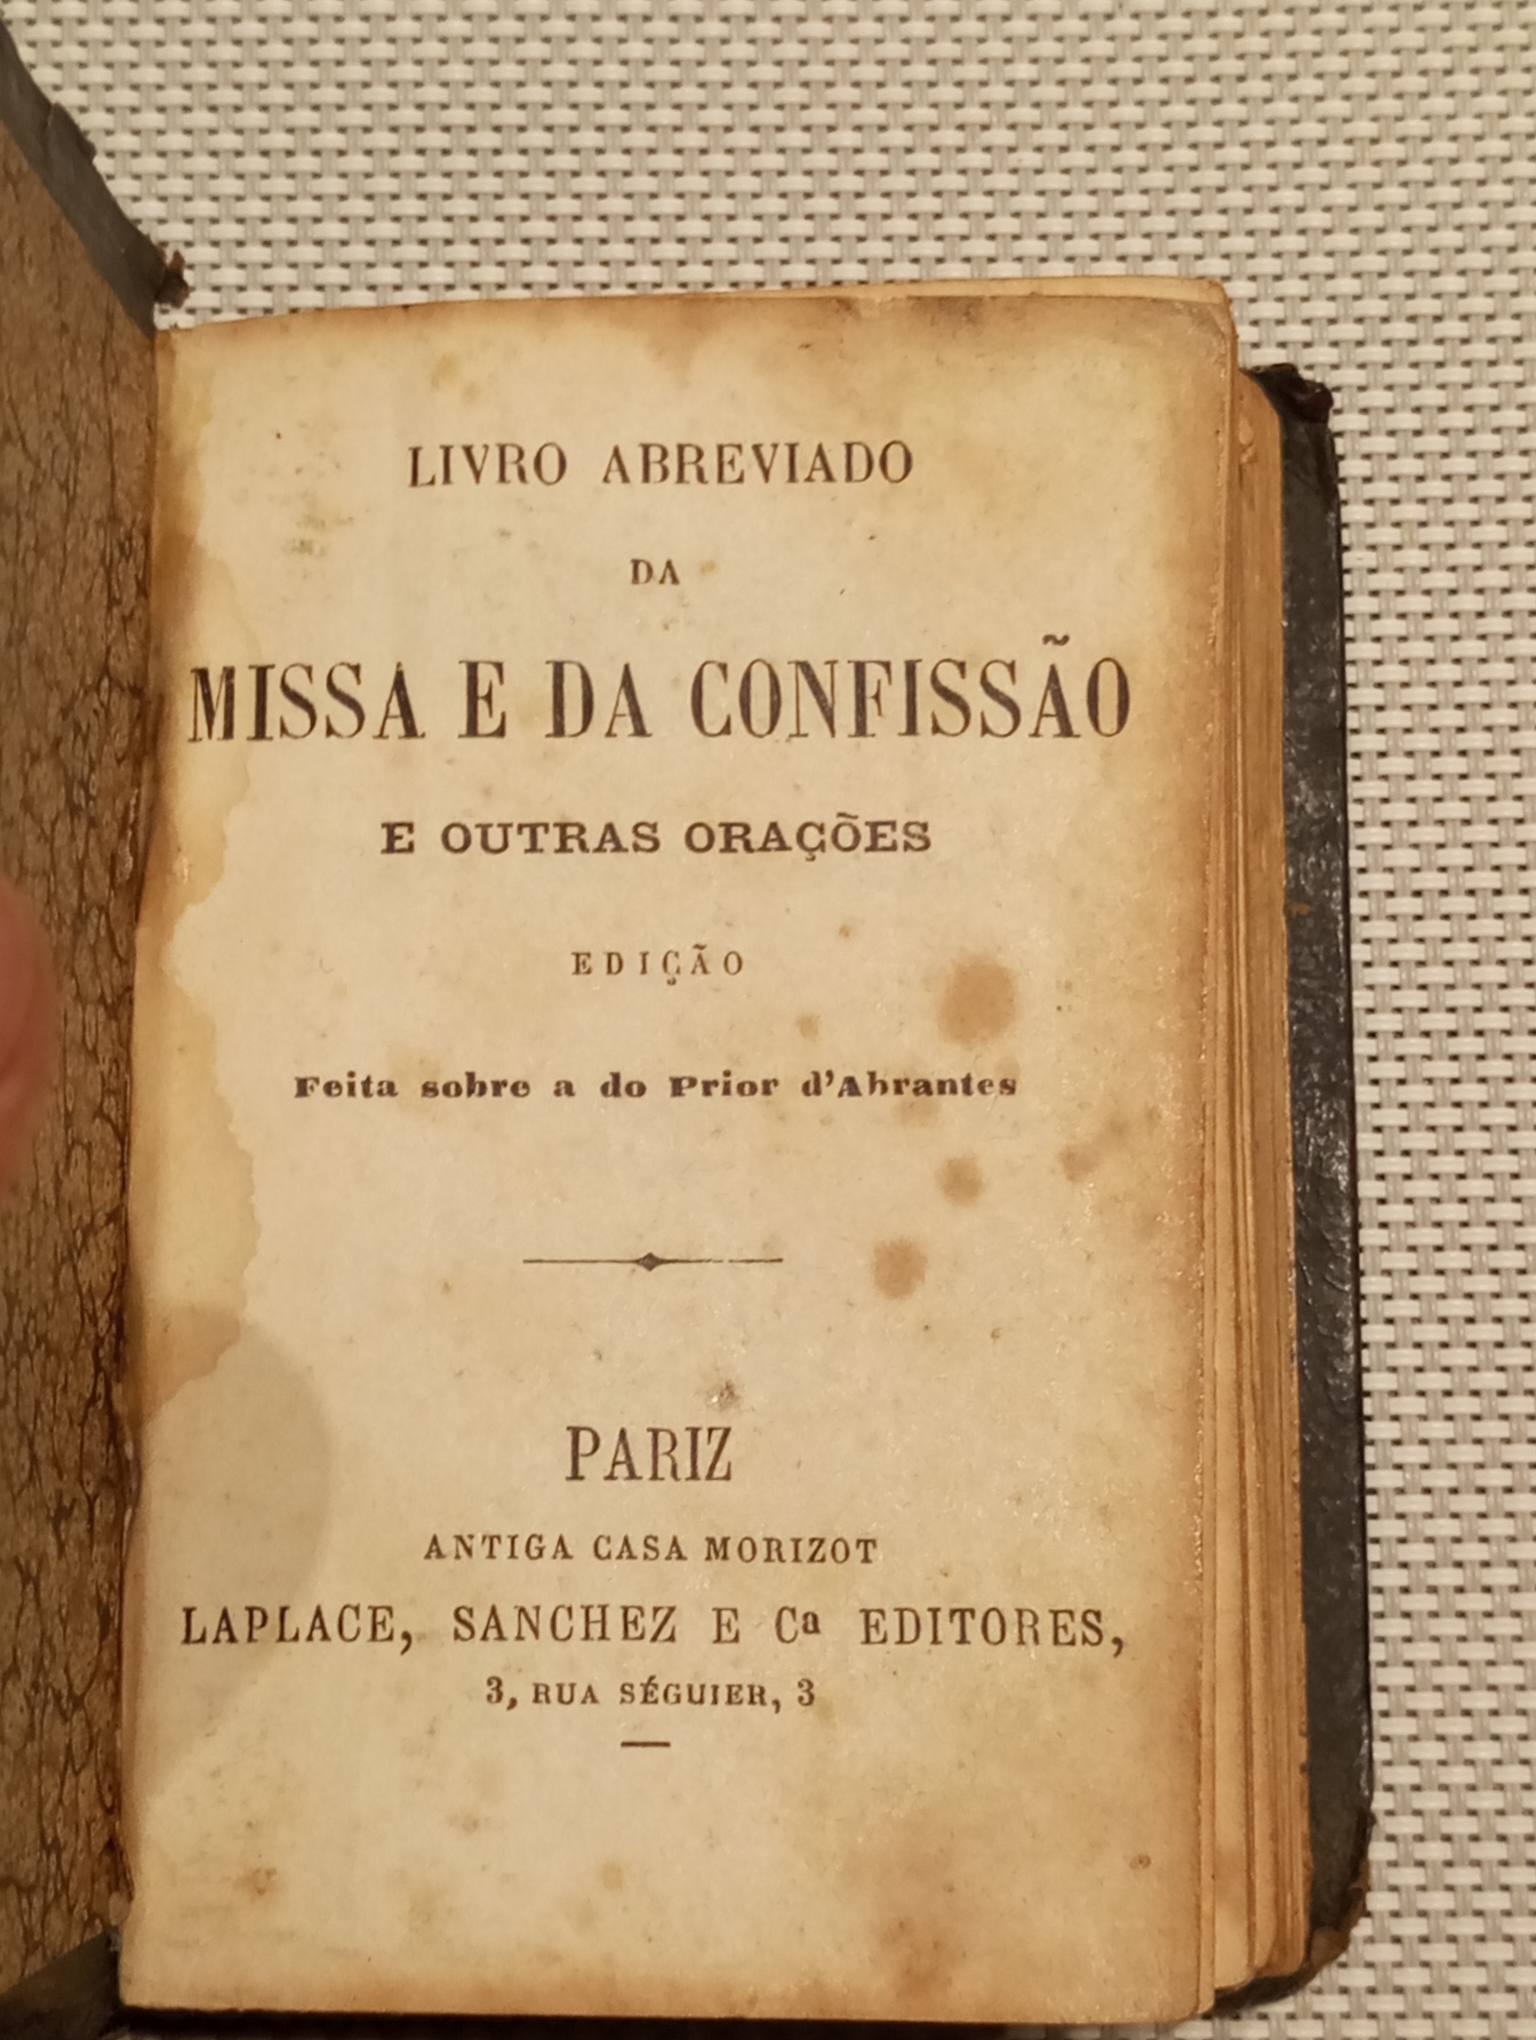 LIVRO ABREVIADO
DA
MISSA E DA CONFISSÃO
E OUTRAS ORAÇÕES
EDIÇÃO
Feita sobre a do Prior d'Abrantes
PARIZ
ANTIGA CASA MORIZOT
LAPLACE, SANCHEZ E Cª EDITORES,
3, RUA SÉGUIER, 3